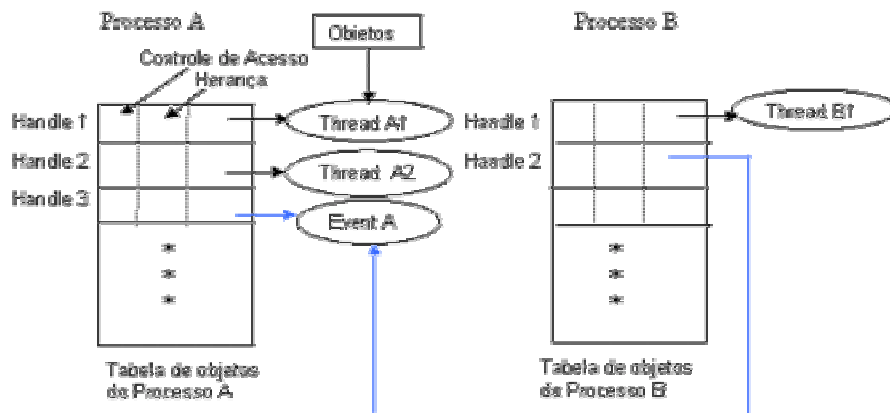 Processo A
Objetos
Processo B
Controle de Acesso
Herança
Handle 1
Thread A1
Handle 1
Thread B1
Handle 2
Thread A2
Handle 2
Handle 3
Event A
*
*
*
*
*
*
Tabela de objetos
do Processo A
Tabela de objetos
do Processo B